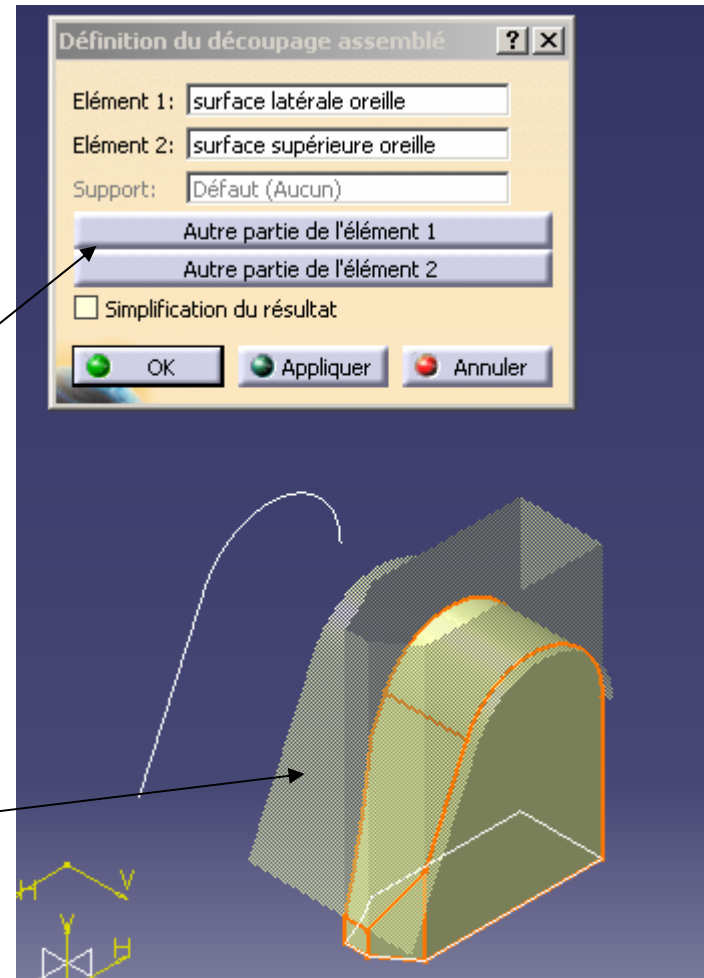 Définition du découpage assemblé
Elément 1: surface latérale oreille
Elément 2: surface supérieure oreille
Support: Défaut (Aucun)
Autre partie de l'élément 1
Autre partie de l'élément 2
Simplification du résultat
OK Appliquer Annuler
H V
Y H